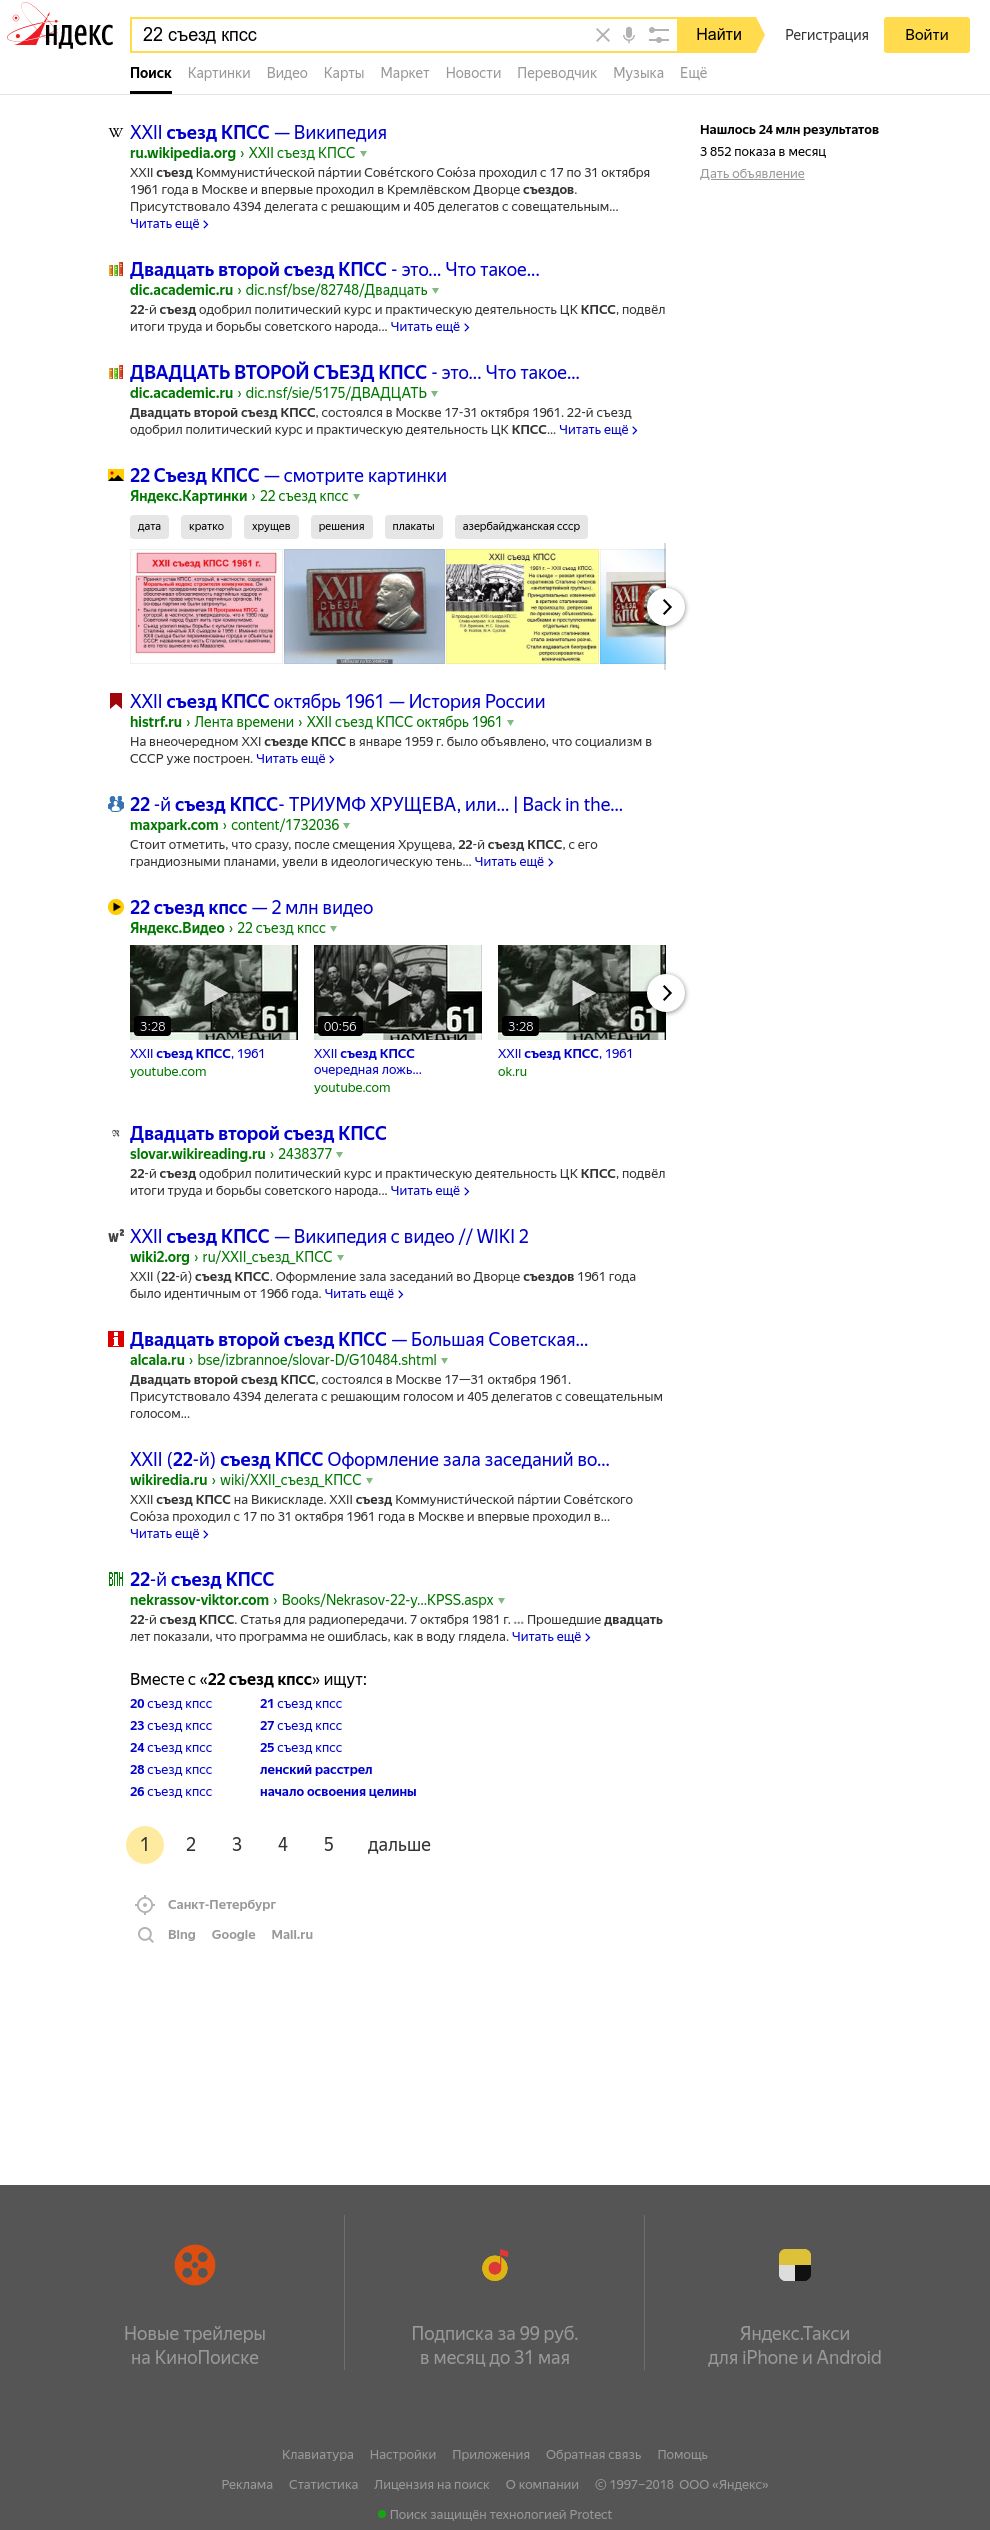 Яндекс
22 съезд кпсс
Найти
Регистрация
Войти
Поиск Картинки Видео Карты Маркет Новости Переводчик Музыка Ещё
Нашлось 24 млн результатов
3 852 показа в месяц
Дать объявление
XXII съезд КПСС — Википедия
ru.wikipedia.org › XXII съезд КПСС
XXII съезд Коммунисти́ческой па́ртии Сове́тского Сою́за проходил с 17 по 31 октября
1961 года в Москве и впервые проходил в Кремлёвском Дворце съездов.
Присутствовало 4394 делегата с решающим и 405 делегатов с совещательным...
Читать ещё ›
Двадцать второй съезд КПСС - это... Что такое...
dic.academic.ru › dic.nsf/bse/82748/Двадцать
22-й съезд одобрил политический курс и практическую деятельность ЦК КПСС, подвёл
итоги труда и борьбы советского народа... Читать ещё ›
ДВАДЦАТЬ ВТОРОЙ СЪЕЗД КПСС - это... Что такое...
dic.academic.ru › dic.nsf/sie/5175/ДВАДЦАТЬ
Двадцать второй съезд КПСС, состоялся в Москве 17-31 октября 1961. 22-й съезд
одобрил политический курс и практическую деятельность ЦК КПСС... Читать ещё ›
22 Съезд КПСС — смотрите картинки
Яндекс.Картинки › 22 съезд кпсс
дата кратко хрущев решения плакаты азербайджанская ссср
XXII съезд КПСС 1961 г.
XXII
СЪЕЗД
КПСС
XXII съезд КПСС
XXII съезд КПСС октябрь 1961 — История России
histrf.ru › Лента времени › XXII съезд КПСС октябрь 1961
На внеочередном XXI съезде КПСС в январе 1959 г. было объявлено, что социализм в
СССР уже построен. Читать ещё ›
22 -й съезд КПСС- ТРИУМФ ХРУЩЕВА, или... | Back in the...
maxpark.com › content/1732036
Стоит отметить, что сразу, после смещения Хрущева, 22-й съезд КПСС, с его
грандиозными планами, увели в идеологическую тень... Читать ещё ›
22 съезд кпсс — 2 млн видео
Яндекс.Видео › 22 съезд кпсс
61 61 61
НАМЕДНИ НАМЕДНИ НАМЕДНИ
3:28 00:56 3:28
XXII съезд КПСС, 1961
youtube.com
XXII съезд КПСС
очередная ложь...
youtube.com
XXII съезд КПСС, 1961
ok.ru
Двадцать второй съезд КПСС
slovar.wikireading.ru › 2438377
22-й съезд одобрил политический курс и практическую деятельность ЦК КПСС, подвёл
итоги труда и борьбы советского народа... Читать ещё ›
W²
XXII съезд КПСС — Википедия с видео // WIKI 2
wiki2.org › ru/XXII_съезд_КПСС
XXII (22-й) съезд КПСС. Оформление зала заседаний во Дворце съездов 1961 года
было идентичным от 1966 года. Читать ещё ›
Двадцать второй съезд КПСС — Большая Советская...
alcala.ru › bse/izbrannoe/slovar-D/G10484.shtml
Двадцать второй съезд КПСС, состоялся в Москве 17—31 октября 1961.
Присутствовало 4394 делегата с решающим голосом и 405 делегатов с совещательным
голосом...
XXII (22-й) съезд КПСС Оформление зала заседаний во...
wikiredia.ru › wiki/XXII_съезд_КПСС
XXII съезд КПСС на Викискладе. XXII съезд Коммунисти́ческой па́ртии Сове́тского
Сою́за проходил с 17 по 31 октября 1961 года в Москве и впервые проходил в...
Читать ещё ›
ВПН
22-й съезд КПСС
nekrassov-viktor.com › Books/Nekrasov-22-y...KPSS.aspx
22-й съезд КПСС. Статья для радиопередачи. 7 октября 1981 г. ... Прошедшие двадцать
лет показали, что программа не ошиблась, как в воду глядела. Читать ещё ›
Вместе с «22 съезд кпсс» ищут:
20 съезд кпсс 21 съезд кпсс
23 съезд кпсс 27 съезд кпсс
24 съезд кпсс 25 съезд кпсс
28 съезд кпсс ленский расстрел
26 съезд кпсс начало освоения целины
1 2 3 4 5 дальше
Санкт-Петербург
Bing Google Mail.ru
Новые трейлеры
на КиноПоиске
Подписка за 99 руб.
в месяц до 31 мая
Яндекс.Такси
для iPhone и Android
Клавиатура Настройки Приложения Обратная связь Помощь
Реклама Статистика Лицензия на поиск О компании © 1997–2018 ООО «Яндекс»
Поиск защищён технологией Protect